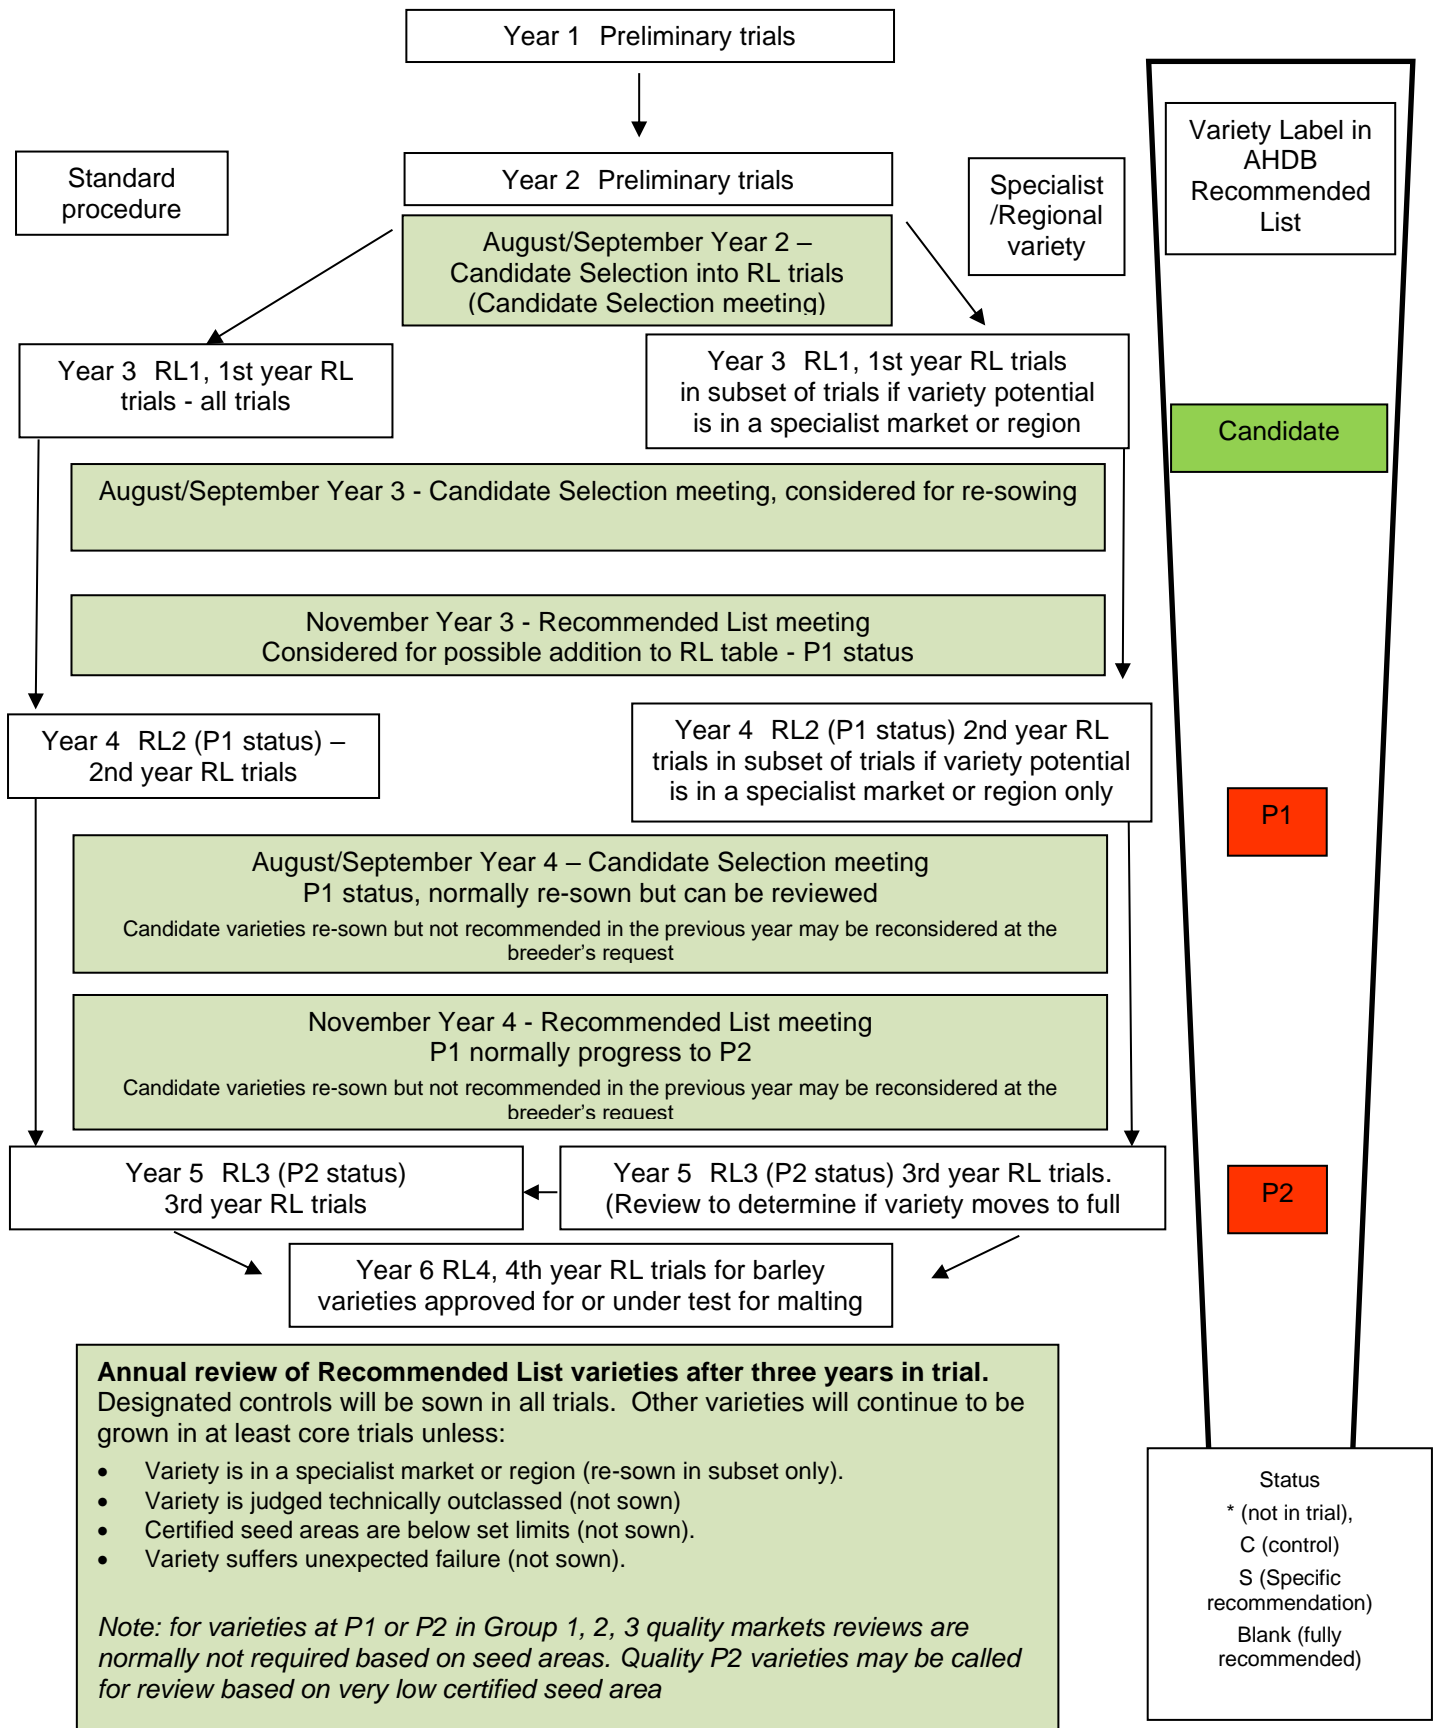 Year 1 Preliminary trials
Standard
procedure
Year 2 Preliminary trials
Specialist
/Regional
variety
Variety Label in
AHDB
Recommended
List
August/September Year 2 –
Candidate Selection into RL trials
(Candidate Selection meeting)
Year 3 RL1, 1st year RL
trials - all trials
Year 3 RL1, 1st year RL trials
in subset of trials if variety potential
is in a specialist market or region
Candidate
August/September Year 3 - Candidate Selection meeting, considered for re-sowing
November Year 3 - Recommended List meeting
Considered for possible addition to RL table - P1 status
Year 4 RL2 (P1 status) –
2nd year RL trials
Year 4 RL2 (P1 status) 2nd year RL
trials in subset of trials if variety potential
is in a specialist market or region only
P1
August/September Year 4 – Candidate Selection meeting
P1 status, normally re-sown but can be reviewed
Candidate varieties re-sown but not recommended in the previous year may be reconsidered at the
breeder's request
November Year 4 - Recommended List meeting
P1 normally progress to P2
Candidate varieties re-sown but not recommended in the previous year may be reconsidered at the
breeder's request
Year 5 RL3 (P2 status)
3rd year RL trials
Year 5 RL3 (P2 status) 3rd year RL trials.
(Review to determine if variety moves to full
P2
Year 6 RL4, 4th year RL trials for barley
varieties approved for or under test for malting
Annual review of Recommended List varieties after three years in trial.
Designated controls will be sown in all trials. Other varieties will continue to be
grown in at least core trials unless:
• Variety is in a specialist market or region (re-sown in subset only).
• Variety is judged technically outclassed (not sown)
• Certified seed areas are below set limits (not sown).
• Variety suffers unexpected failure (not sown).
Note: for varieties at P1 or P2 in Group 1, 2, 3 quality markets reviews are
normally not required based on seed areas. Quality P2 varieties may be called
for review based on very low certified seed area
Status
* (not in trial),
C (control)
S (Specific
recommendation)
Blank (fully
recommended)